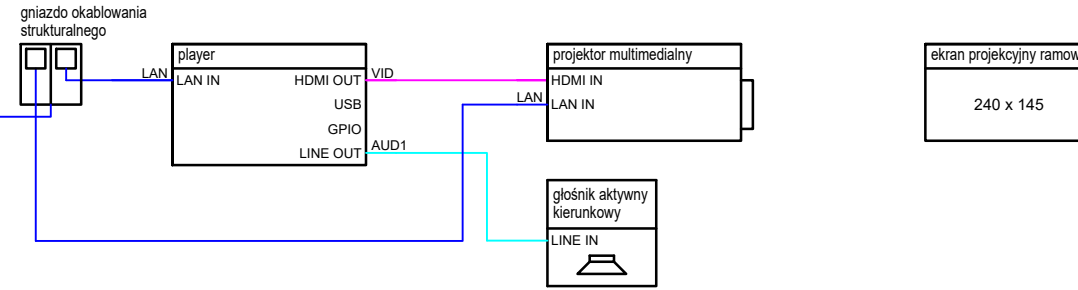 gniazdo okablowania
strukturalnego
player
LAN
LAN IN
HDMI OUT
VID
USB
GPIO
LINE OUT
AUD1
projektor multimedialny
HDMI IN
LAN
LAN IN
głośnik aktywny
kierunkowy
LINE IN
ekran projekcyjny ramow
240 x 145